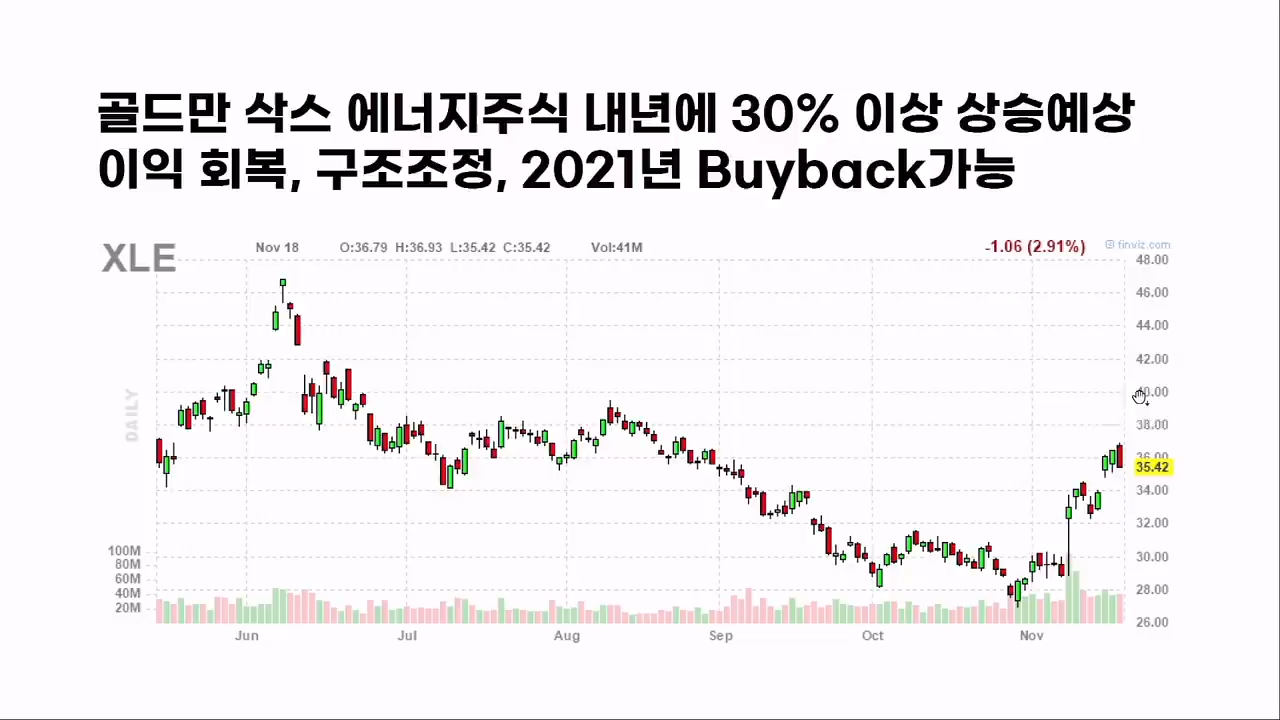 골드만 삭스 에너지주식 내년에 30% 이상 상승예상
이익 회복, 구조조정, 2021년 Buyback가능
XLE
Nov 18 O:36.79 H:36.93 L:35.42 C:35.42 Vol:41M
-1.06 (2.91%)
finviz.com
DAILY
48.00
46.00
44.00
42.00
40.00
38.00
36.00
35.42
34.00
32.00
30.00
28.00
26.00
100M
80M
60M
40M
20M
Jun Jul Aug Sep Oct Nov